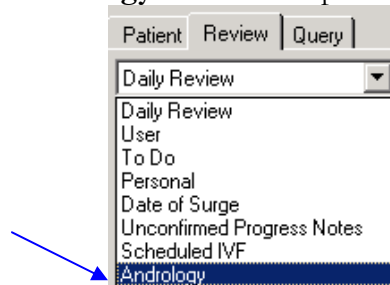 gy
Patient Review Query
Daily Review
Daily Review
User
To Do
Personal
Date of Surge
Unconfirmed Progress Notes
Scheduled IVF
Andrology